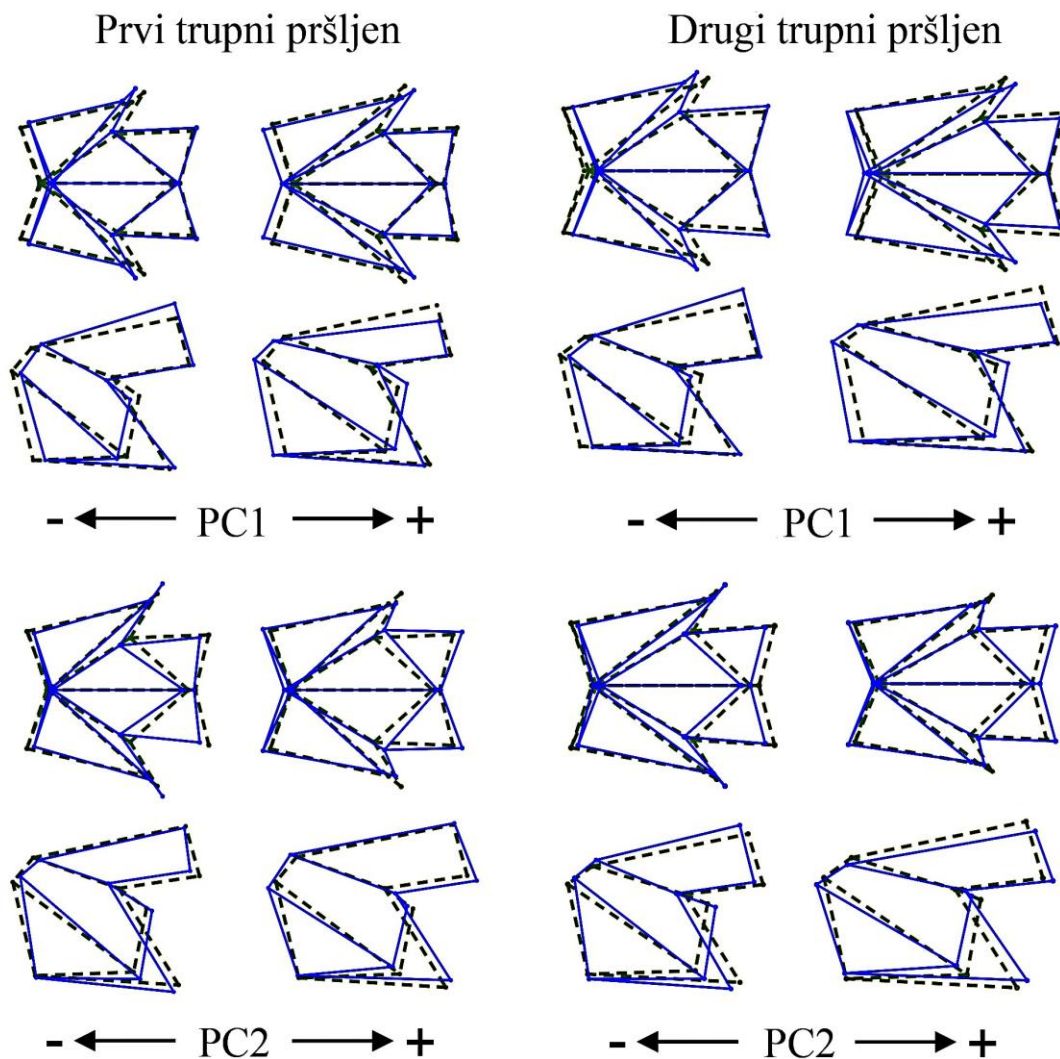 Prvi trupni pršljen
Drugi trupni pršljen
- PC1 +
- PC1 +
- PC2 +
- PC2 +